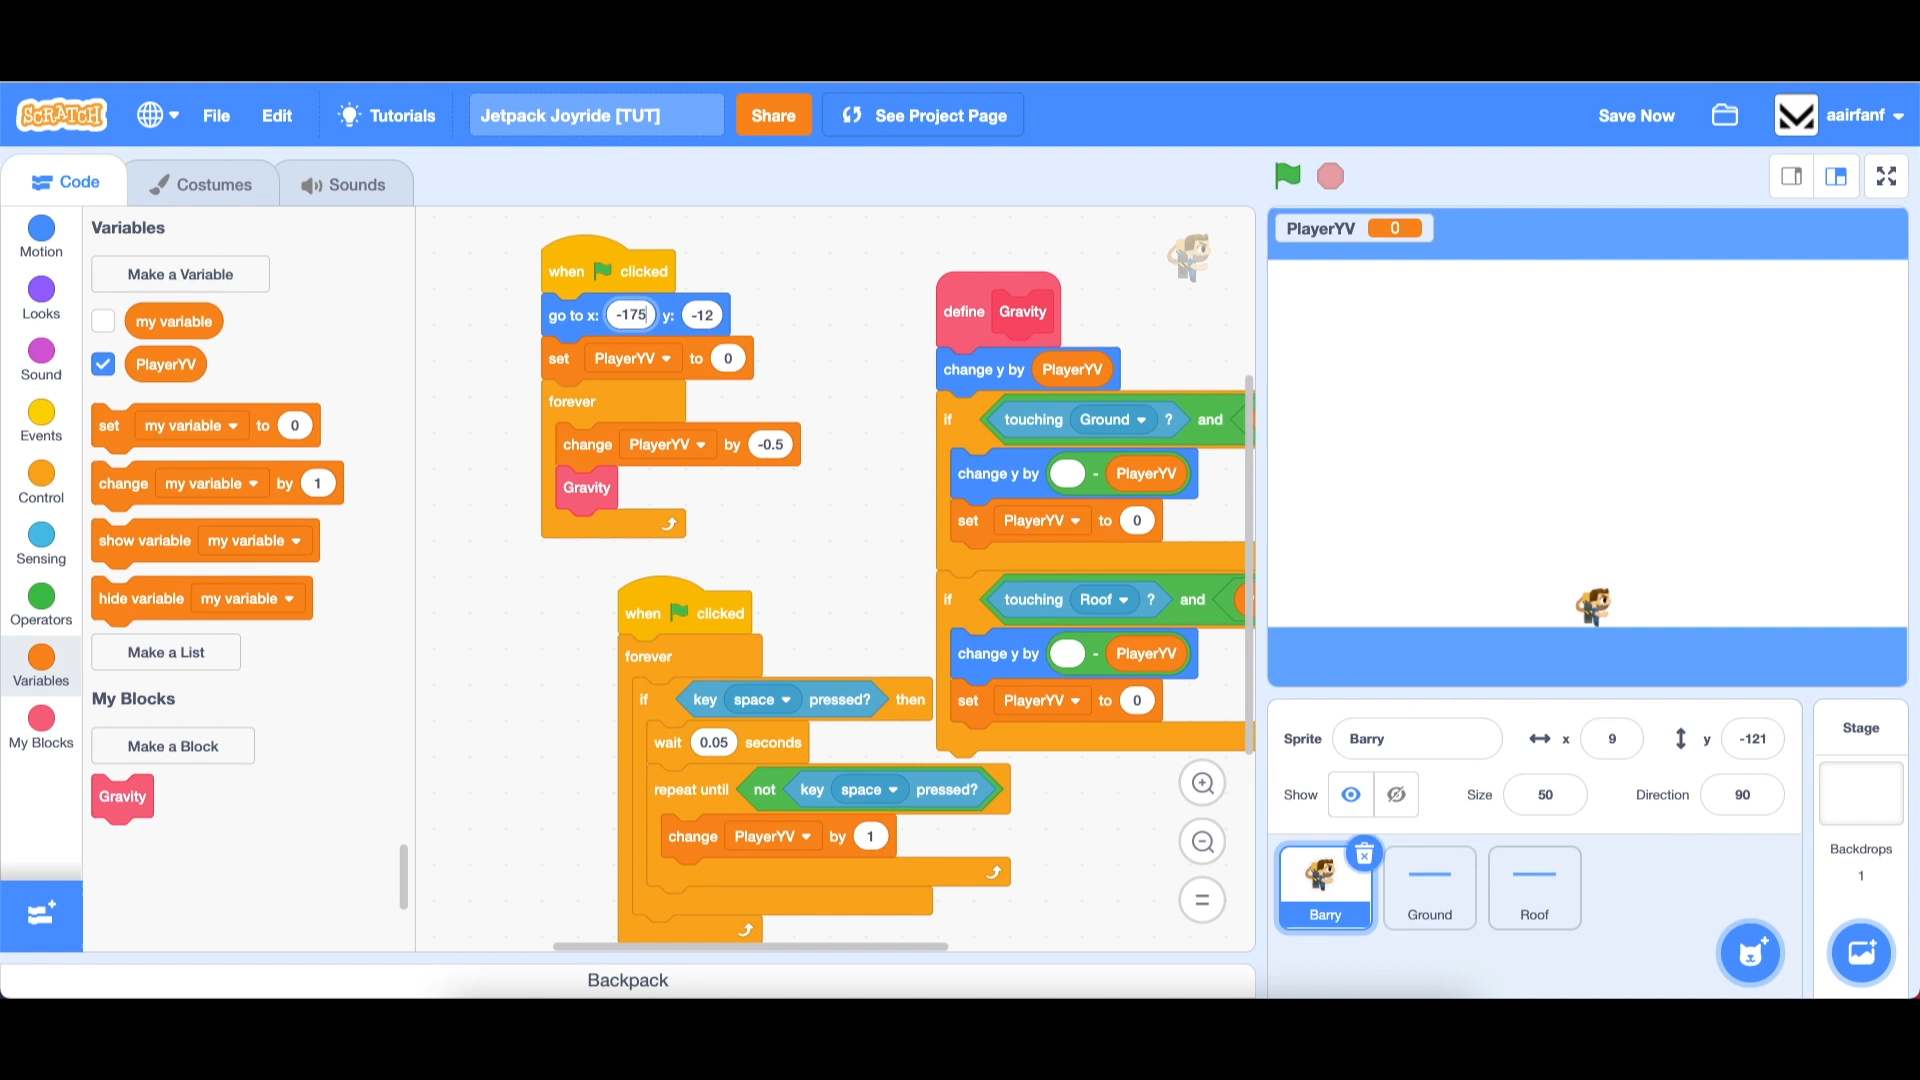 SCRATCH File Edit Tutorials Jetpack Joyride [TUT] Share See Project Page Save Now aairfanf
Code Costumes Sounds
Motion
Looks
Sound
Events
Control
Sensing
Operators
Variables
My Blocks
Variables
Make a Variable
my variable
PlayerYV
set my variable to 0
change my variable by 1
show variable my variable
hide variable my variable
Make a List
My Blocks
Make a Block
Gravity
when clicked
go to x: -175 y: -12
set PlayerYV to 0
forever
change PlayerYV by -0.5
Gravity
when clicked
forever
if key space pressed? then
wait 0.05 seconds
repeat until not key space pressed?
change PlayerYV by 1
define Gravity
change y by PlayerYV
if touching Ground ? and
change y by - PlayerYV
set PlayerYV to 0
if touching Roof ? and
change y by - PlayerYV
set PlayerYV to 0
Backpack
PlayerYV 0
Sprite Barry x 9 y -121
Show Size 50 Direction 90
Barry
Ground
Roof
Stage
Backdrops
1